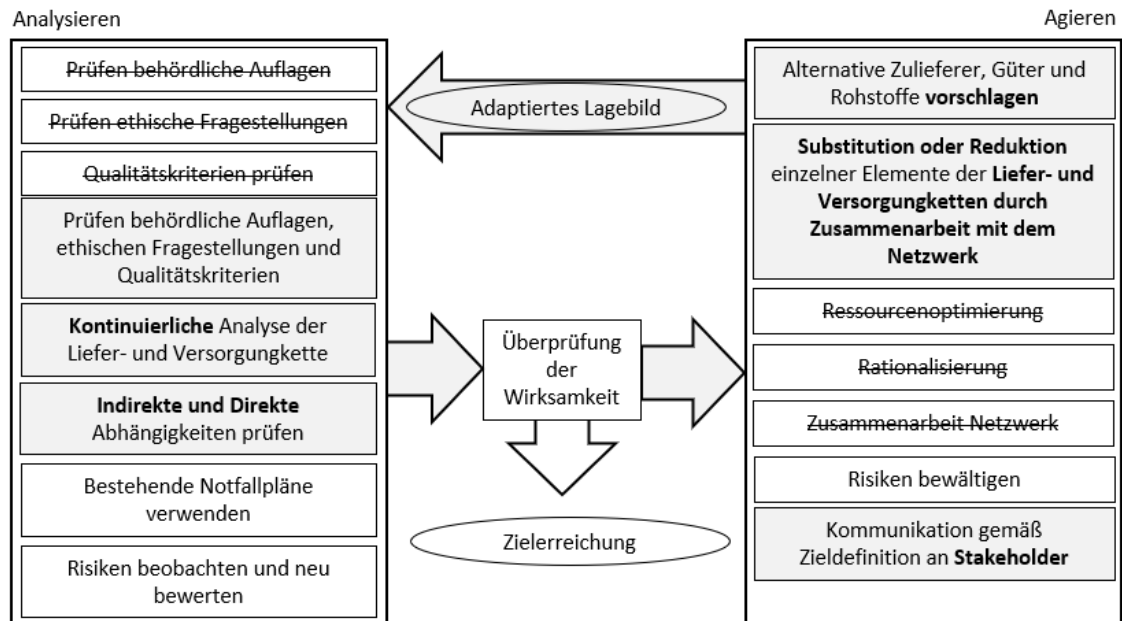 Analysieren
Prüfen behördliche Auflagen
Prüfen ethische Fragestellungen
Qualitätskriterien prüfen
Prüfen behördliche Auflagen,
ethischen Fragestellungen und
Qualitätskriterien
Kontinuierliche Analyse der
Liefer- und Versorgungkette
Indirekte und Direkte
Abhängigkeiten prüfen
Bestehende Notfallpläne
verwenden
Risiken beobachten und neu
bewerten
Adaptiertes Lagebild
Überprüfung
der
Wirksamkeit
Zielerreichung
Agieren
Alternative Zulieferer, Güter und
Rohstoffe vorschlagen
Substitution oder Reduktion
einzelner Elemente der Liefer- und
Versorgungketten durch
Zusammenarbeit mit dem
Netzwerk
Ressourcenoptimierung
Rationalisierung
Zusammenarbeit Netzwerk
Risiken bewältigen
Kommunikation gemäß
Zieldefinition an Stakeholder